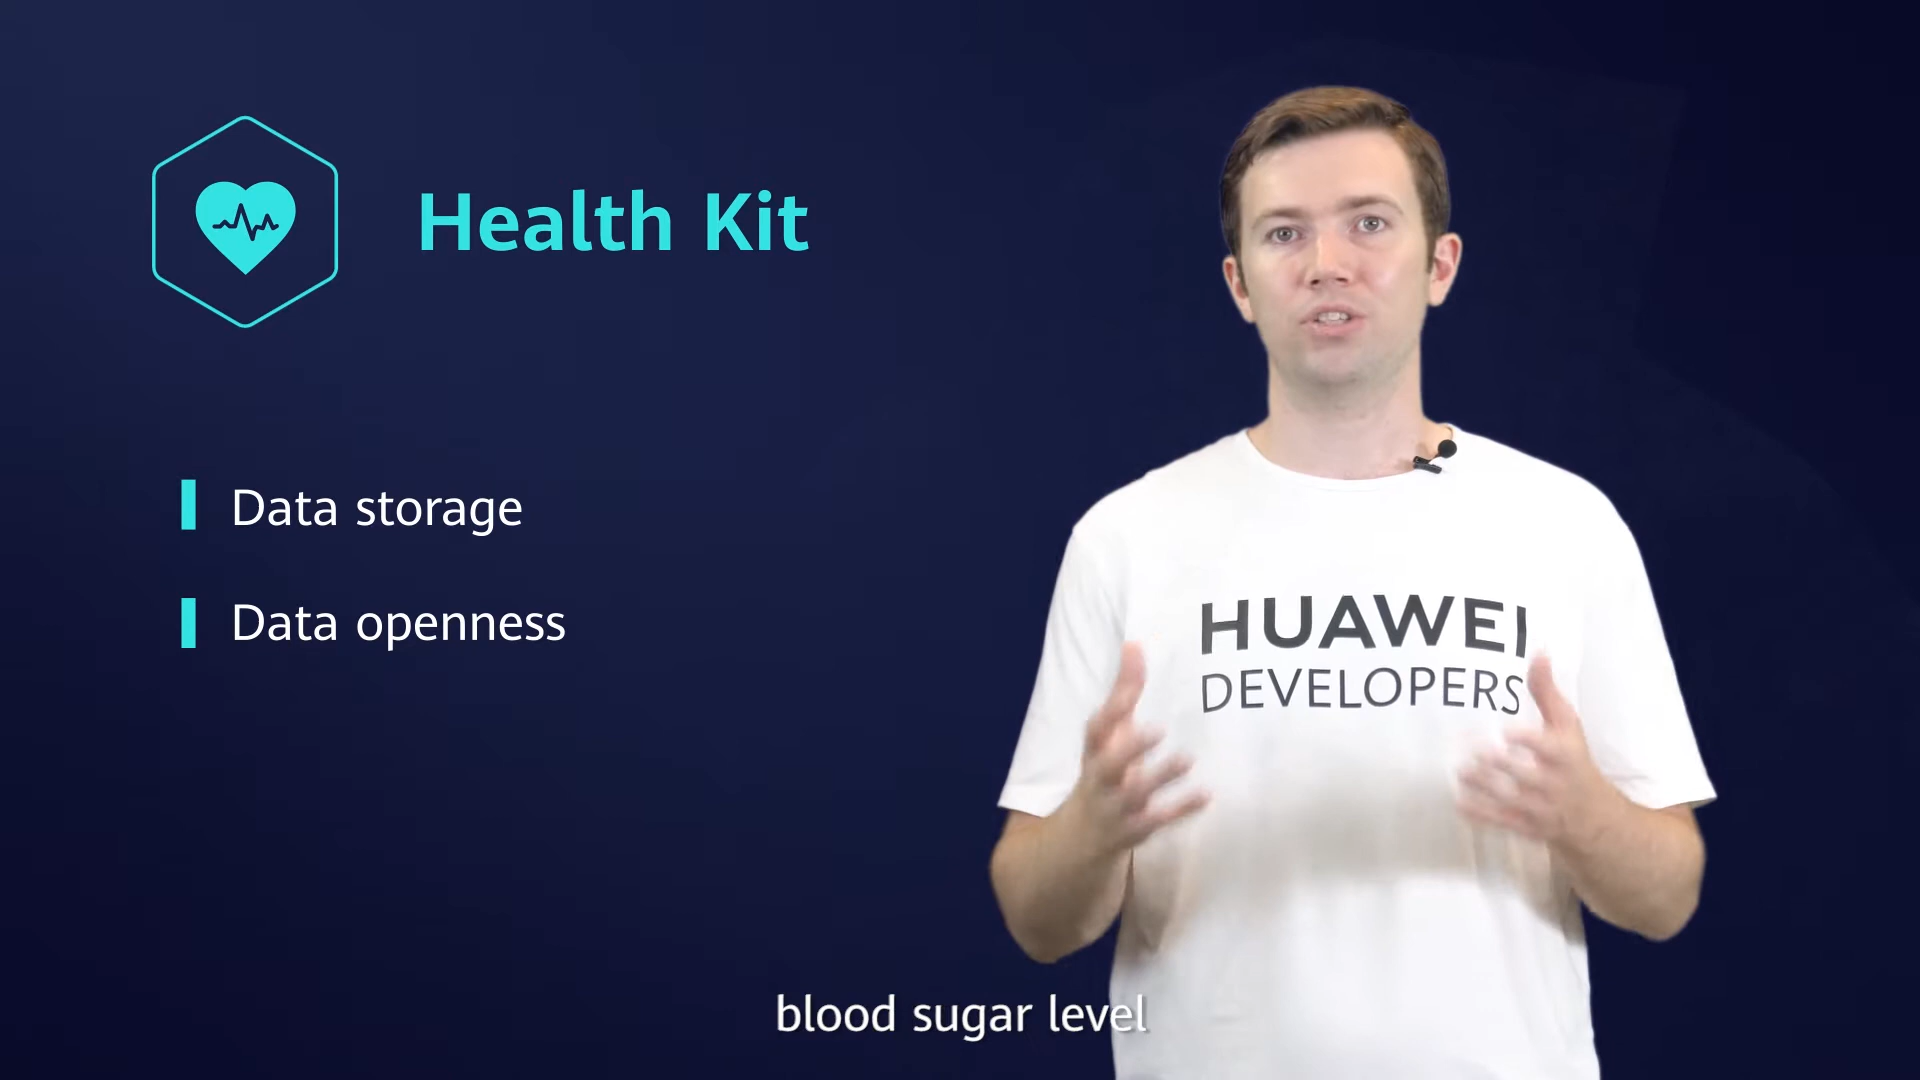 Health Kit
Data storage
Data openness
HUAWEI
DEVELOPERS
blood sugar level